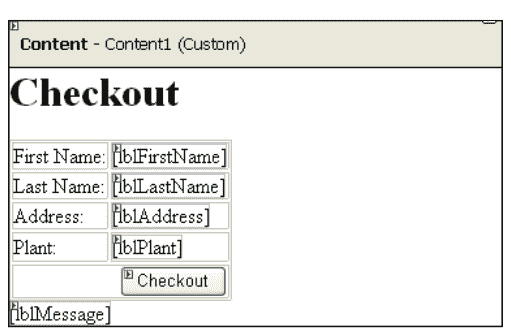 Content - Content1 (Custom)
Checkout
First Name: [lblFirstName]
Last Name: [lblLastName]
Address: [lblAddress]
Plant: [lblPlant]
Checkout
[lblMessage]